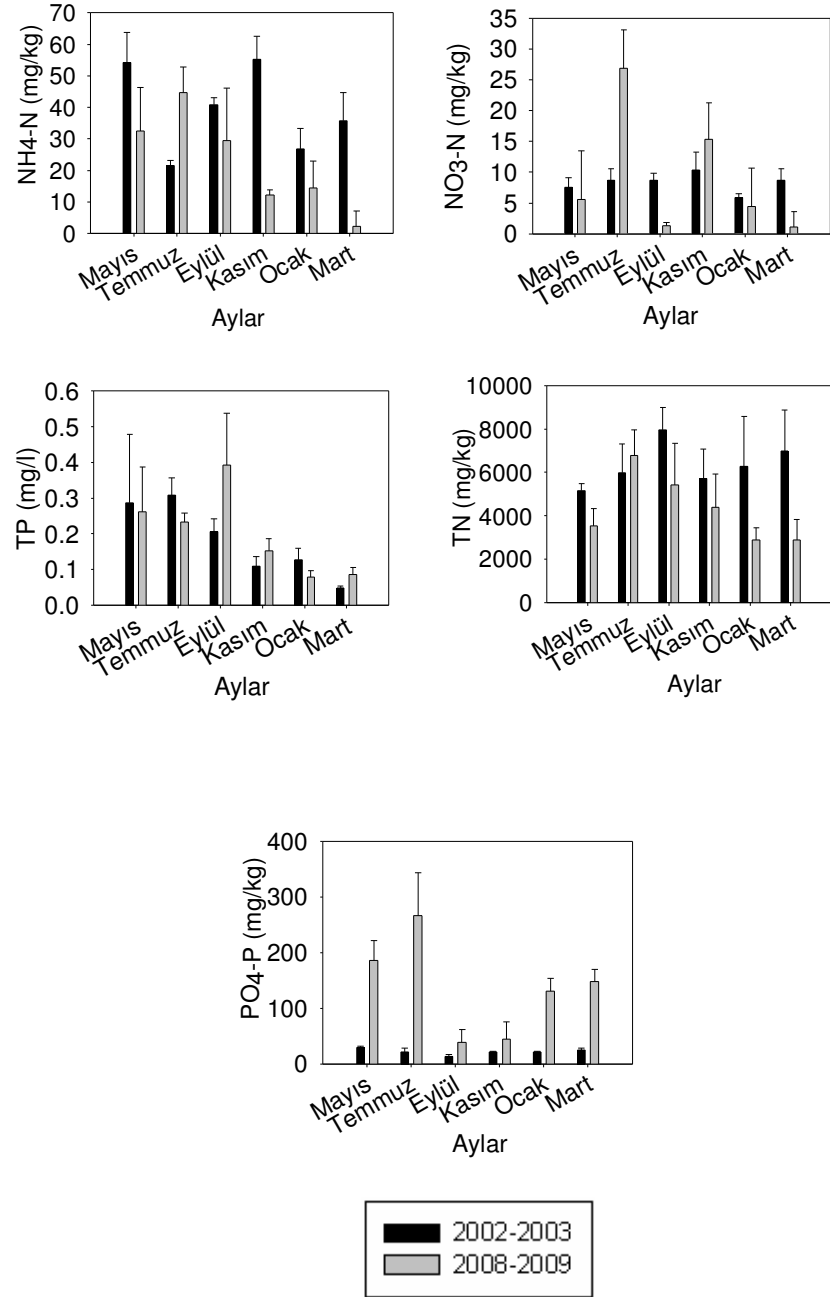 NH4-N (mg/kg)
70
60
50
40
30
20
10
0
Mayıs
Temmuz
Eylül
Kasım
Ocak
Mart
Aylar
NO3-N (mg/kg)
35
30
25
20
15
10
5
0
Mayıs
Temmuz
Eylül
Kasım
Ocak
Mart
Aylar
TP (mg/l)
0.6
0.5
0.4
0.3
0.2
0.1
0.0
Mayıs
Temmuz
Eylül
Kasım
Ocak
Mart
Aylar
TN (mg/kg)
10000
8000
6000
4000
2000
0
Mayıs
Temmuz
Eylül
Kasım
Ocak
Mart
Aylar
PO4-P (mg/kg)
400
300
200
100
0
Mayıs
Temmuz
Eylül
Kasım
Ocak
Mart
Aylar
2002-2003
2008-2009